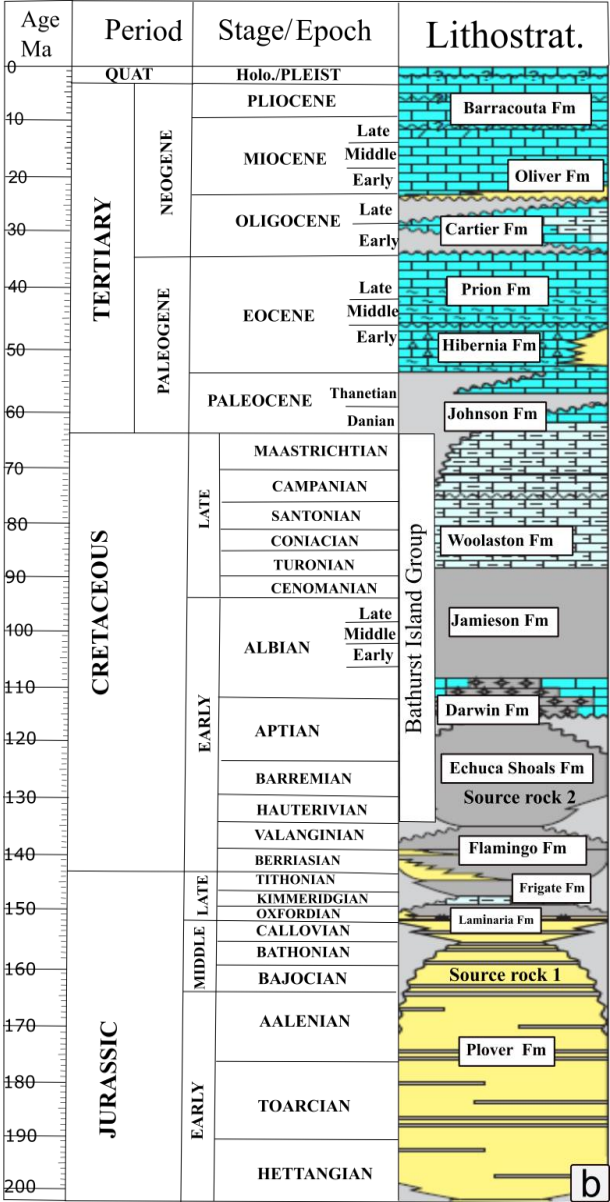 Age
Ma
Period
Stage/Epoch
Lithostrat.
0
10
20
30
40
50
60
70
80
90
100
110
120
130
140
150
160
170
180
190
200
QUAT
TERTIARY
NEOGENE
PALEOGENE
CRETACEOUS
LATE
EARLY
JURASSIC
LATE
MIDDLE
EARLY
Holo./PLEIST
PLIOCENE
MIOCENE
Late
Middle
Early
OLIGOCENE
Late
Early
EOCENE
Late
Middle
Early
PALEOCENE
Thanetian
Danian
MAASTRICHTIAN
CAMPANIAN
SANTONIAN
CONIACIAN
TURONIAN
CENOMANIAN
ALBIAN
Late
Middle
Early
APTIAN
BARREMIAN
HAUTERIVIAN
VALANGINIAN
BERRIASIAN
TITHONIAN
KIMMERIDGIAN
OXFORDIAN
CALLOVIAN
BATHONIAN
BAJOCIAN
AALENIAN
TOARCIAN
HETTANGIAN
? ? ? ?
Barracouta Fm
Oliver Fm
Cartier Fm
Prion Fm
Hibernia Fm
Johnson Fm
Bathurst Island Group
Woolaston Fm
Jamieson Fm
Darwin Fm
Echuca Shoals Fm
Source rock 2
Flamingo Fm
Frigate Fm
Laminaria Fm
Source rock 1
Plover Fm
b